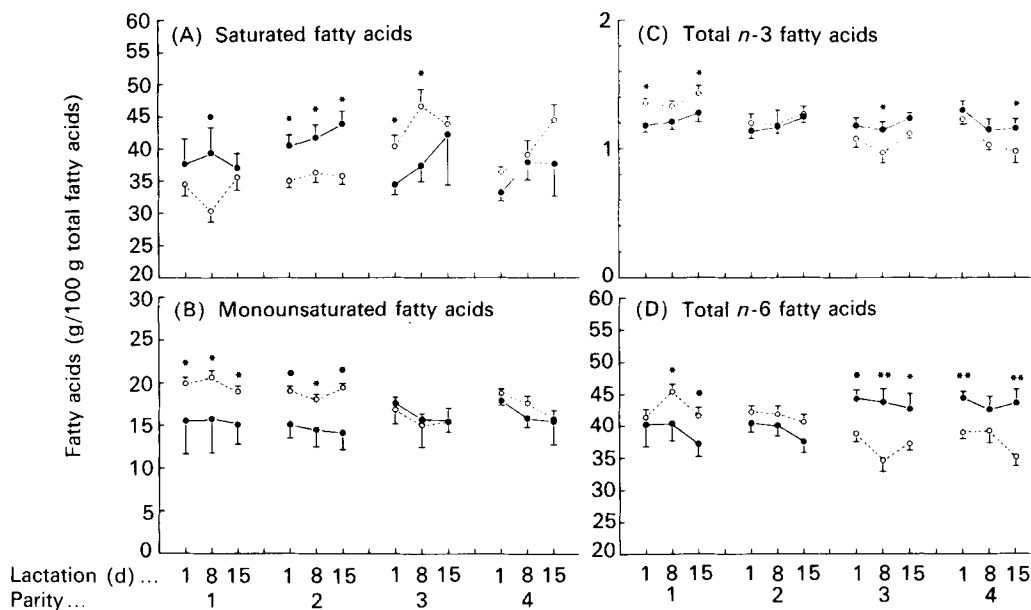 Fatty acids (g/100 g total fatty acids)
(A) Saturated fatty acids
60
55
50
45
40
35
30
25
20
* * * * * *
(C) Total n-3 fatty acids
2
1
0
* * * *
(B) Monounsaturated fatty acids
30
25
20
15
10
5
0
* * * *
(D) Total n-6 fatty acids
60
55
50
45
40
35
30
25
20
* ** * ** **
Lactation (d) ... 1 8 15 1 8 15 1 8 15 1 8 15 1 8 15 1 8 15 1 8 15 1 8 15
Parity ... 1 2 3 4 1 2 3 4